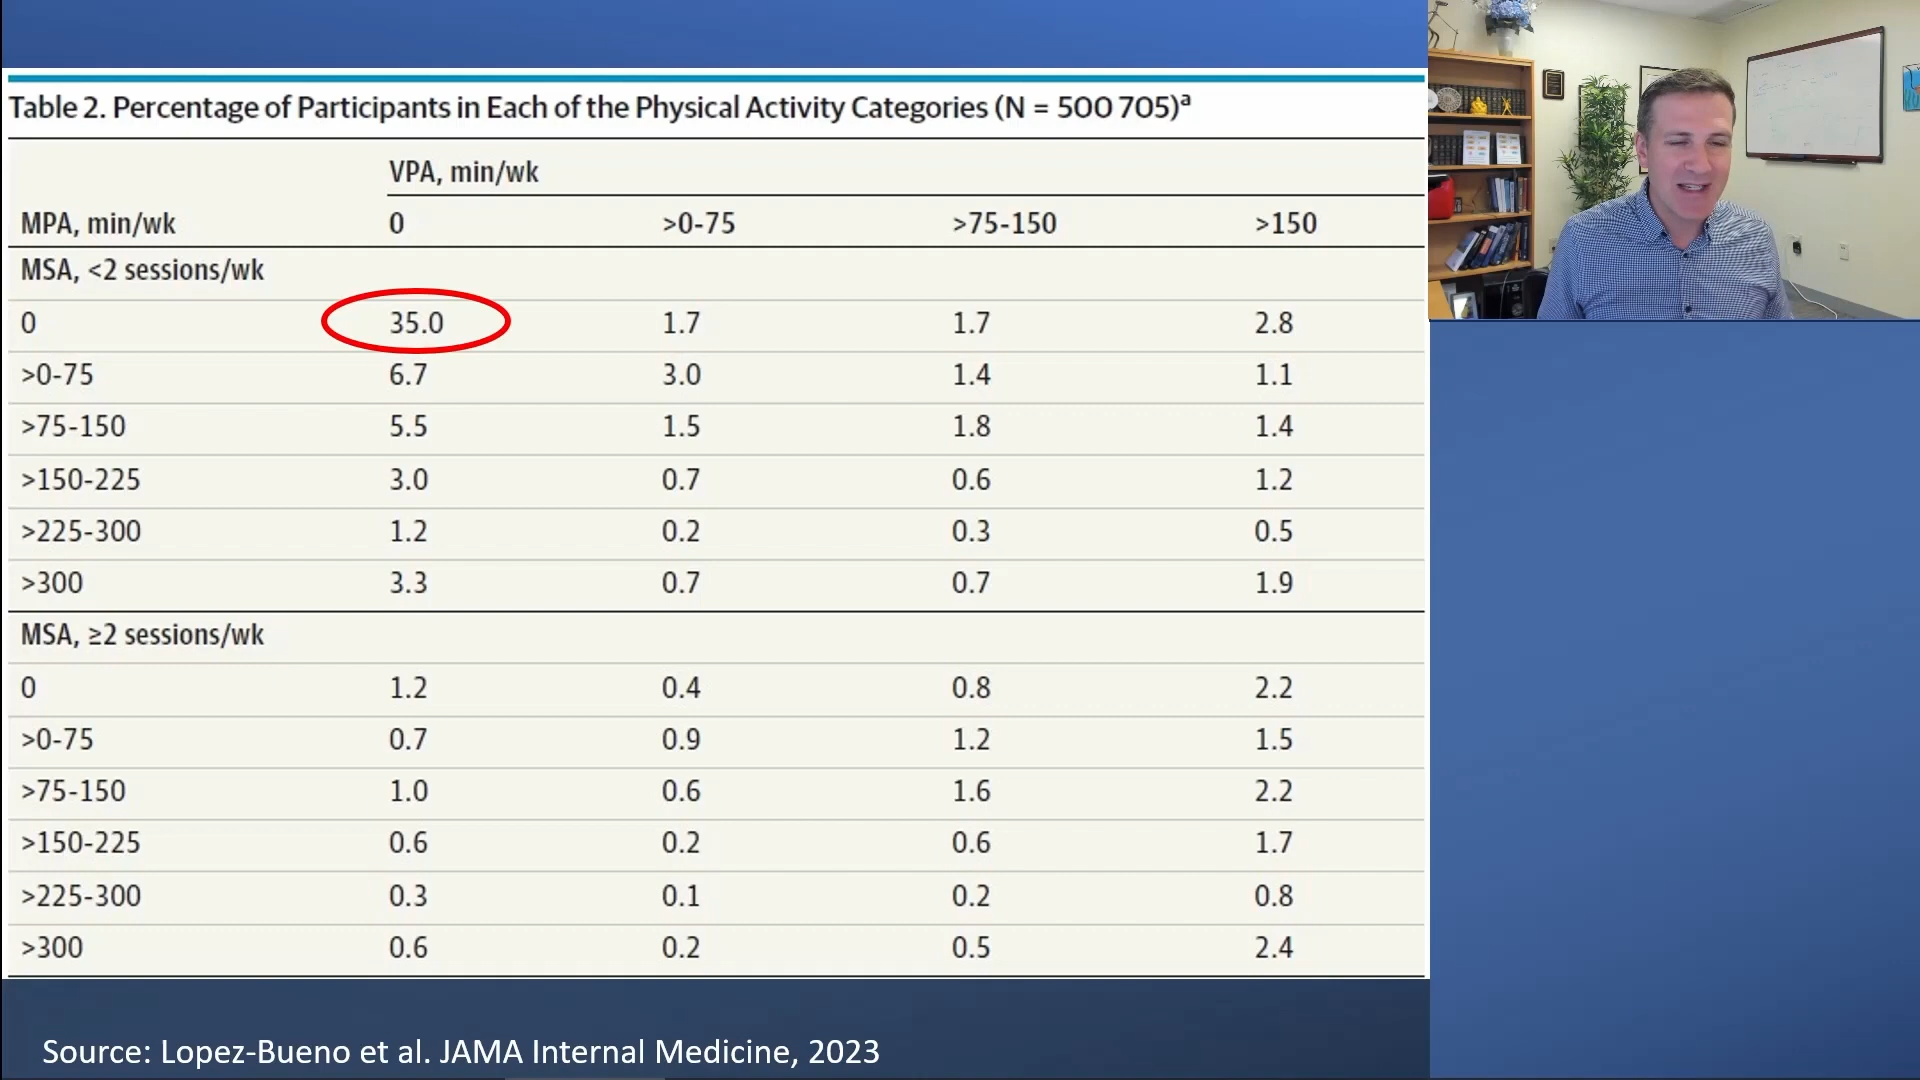 Table 2. Percentage of Participants in Each of the Physical Activity Categories (N = 500 705)a
VPA, min/wk
MPA, min/wk 0 >0-75 >75-150 >150
MSA, <2 sessions/wk
0 35.0 1.7 1.7 2.8
>0-75 6.7 3.0 1.4 1.1
>75-150 5.5 1.5 1.8 1.4
>150-225 3.0 0.7 0.6 1.2
>225-300 1.2 0.2 0.3 0.5
>300 3.3 0.7 0.7 1.9
MSA, ≥2 sessions/wk
0 1.2 0.4 0.8 2.2
>0-75 0.7 0.9 1.2 1.5
>75-150 1.0 0.6 1.6 2.2
>150-225 0.6 0.2 0.6 1.7
>225-300 0.3 0.1 0.2 0.8
>300 0.6 0.2 0.5 2.4
Source: Lopez-Bueno et al. JAMA Internal Medicine, 2023